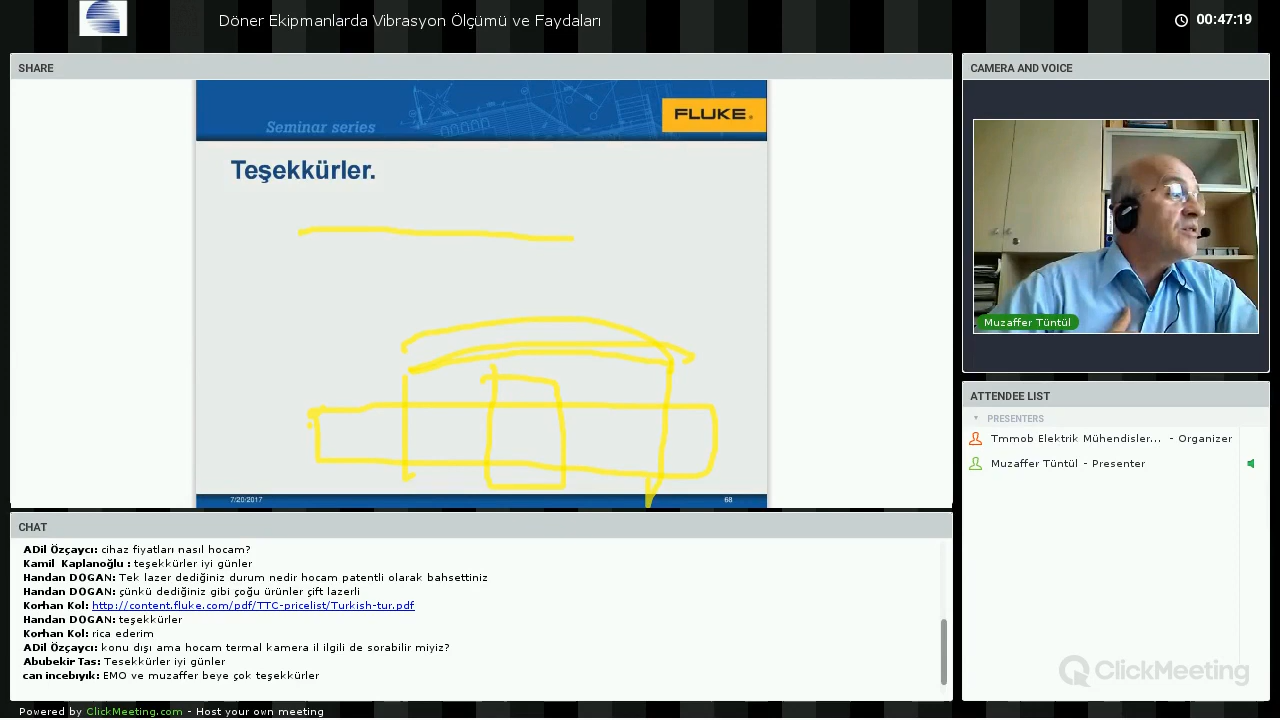 Döner Ekipmanlarda Vibrasyon Ölçümü ve Faydaları
00:47:19
SHARE
Seminar series
FLUKE®
Teşekkürler.
7/20/2017
68
CAMERA AND VOICE
Muzaffer Tüntül
ATTENDEE LIST
PRESENTERS
Tmmob Elektrik Mühendisler... - Organizer
Muzaffer Tüntül - Presenter
CHAT
ADil Özçaycı: cihaz fiyatları nasıl hocam?
Kamil Kaplanoğlu : teşekkürler iyi günler
Handan DOGAN: Tek lazer dediğiniz durum nedir hocam patentli olarak bahsettiniz
Handan DOGAN: çünkü dediğiniz gibi çoğu ürünler şift lazerli
Korhan Kol: http://content.fluke.com/pdf/TTC-pricelist/Turkish-tur.pdf
Handan DOGAN: teşekkürler
Korhan Kol: rica ederim
ADil Özçaycı: konu dışı ama hocam termal kamera il ilgili de sorabilir miyiz?
Abubekir Tas: Tesekkürler iyi günler
can incebıyık: EMO ve muzaffer beye çok teşekkürler
ClickMeeting
Powered by ClickMeeting.com - Host your own meeting